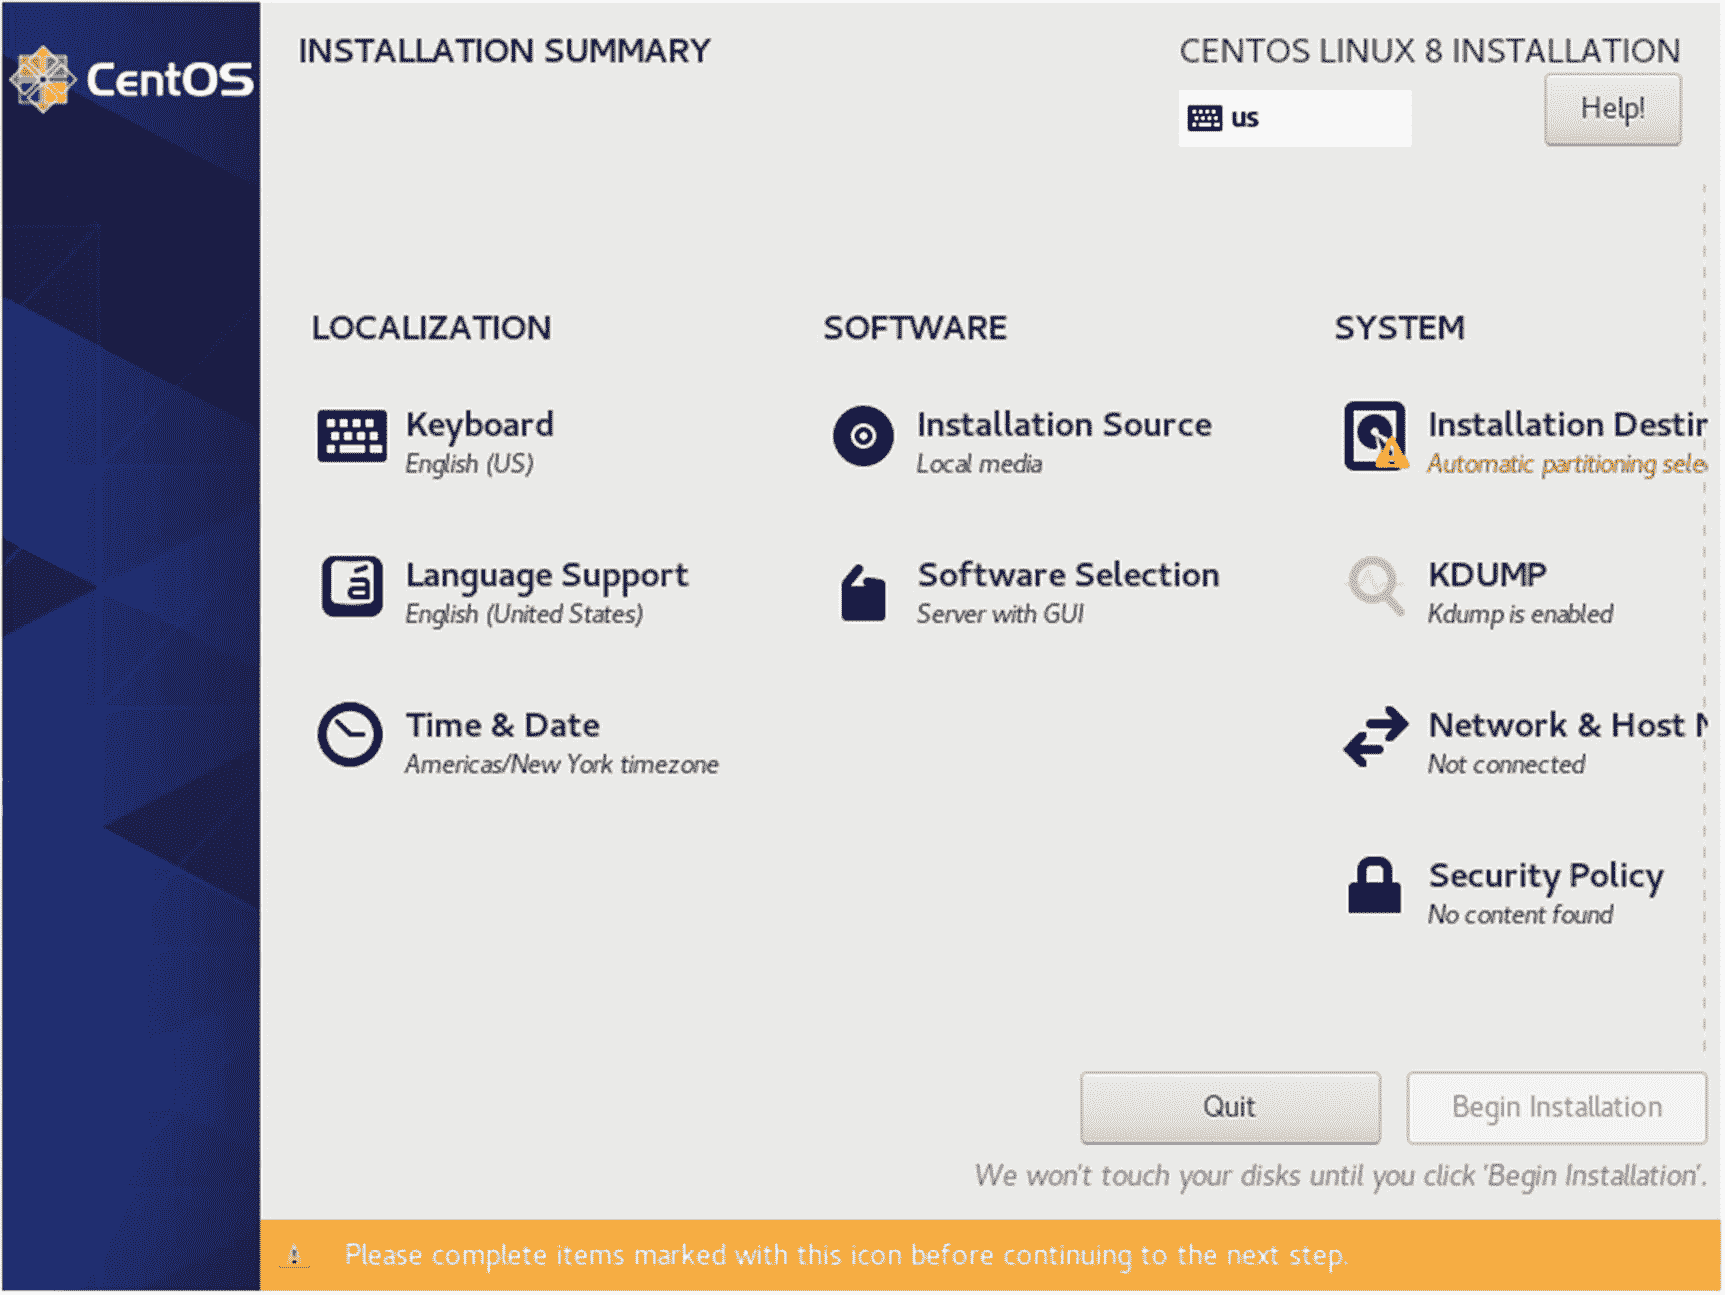 CentOS
INSTALLATION SUMMARY
CENTOS LINUX 8 INSTALLATION
us
Help!
LOCALIZATION
Keyboard
English (US)
Language Support
English (United States)
Time & Date
Americas/New York timezone
SOFTWARE
Installation Source
Local media
Software Selection
Server with GUI
SYSTEM
Installation Destin
Automatic partitioning sele
KDUMP
Kdump is enabled
Network & Host N
Not connected
Security Policy
No content found
Quit
Begin Installation
We won't touch your disks until you click 'Begin Installation'.
Please complete items marked with this icon before continuing to the next step.